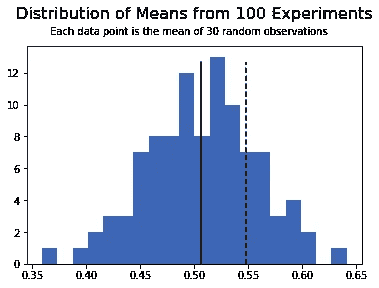 Distribution of Means from 100 Experiments
Each data point is the mean of 30 random observations
12
10
8
6
4
2
0
0.35 0.40 0.45 0.50 0.55 0.60 0.65